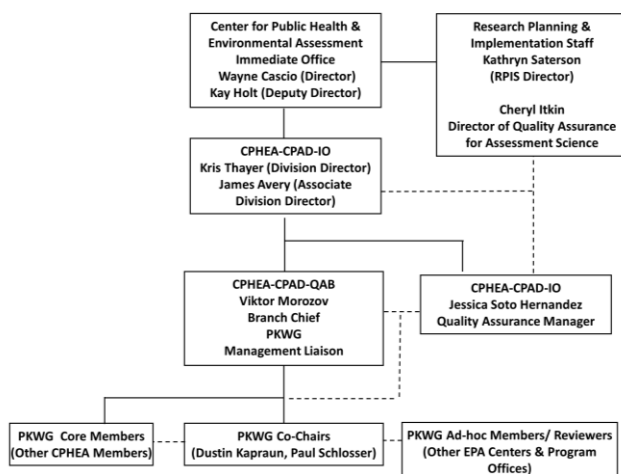 Center for Public Health &
Environmental Assessment
Immediate Office
Wayne Cascio (Director)
Kay Holt (Deputy Director)
Research Planning &
Implementation Staff
Kathryn Saterson
(RPIS Director)
Cheryl Itkin
Director of Quality Assurance
for Assessment Science
CPHEA-CPAD-IO
Kris Thayer (Division Director)
James Avery (Associate
Division Director)
CPHEA-CPAD-QAB
Viktor Morozov
Branch Chief
PKWG
Management Liaison
CPHEA-CPAD-IO
Jessica Soto Hernandez
Quality Assurance Manager
PKWG Core Members
(Other CPHEA Members)
PKWG Co-Chairs
(Dustin Kapraun, Paul Schlosser)
PKWG Ad-hoc Members/ Reviewers
(Other EPA Centers & Program
Offices)